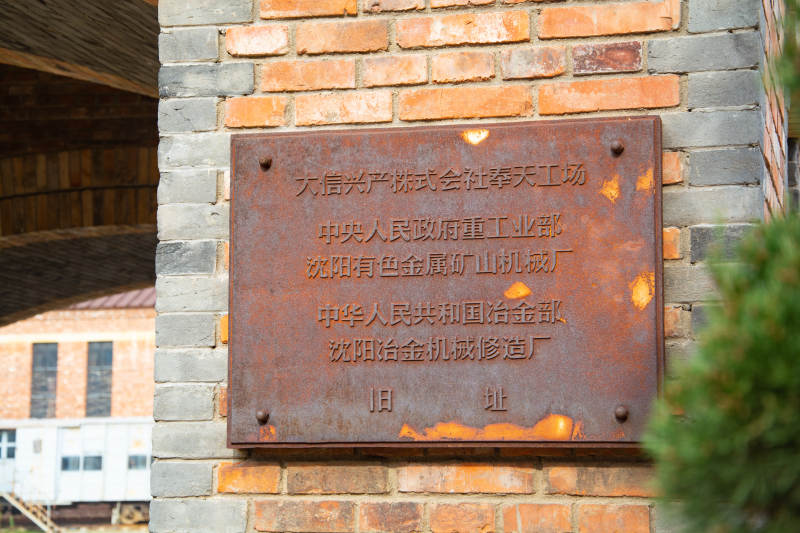 大信兴产株式会社奉天工场
中央人民政府重工业部
沈阳有色金属矿山机械厂
中华人民共和国冶金部
沈阳冶金机械修造厂
旧 址